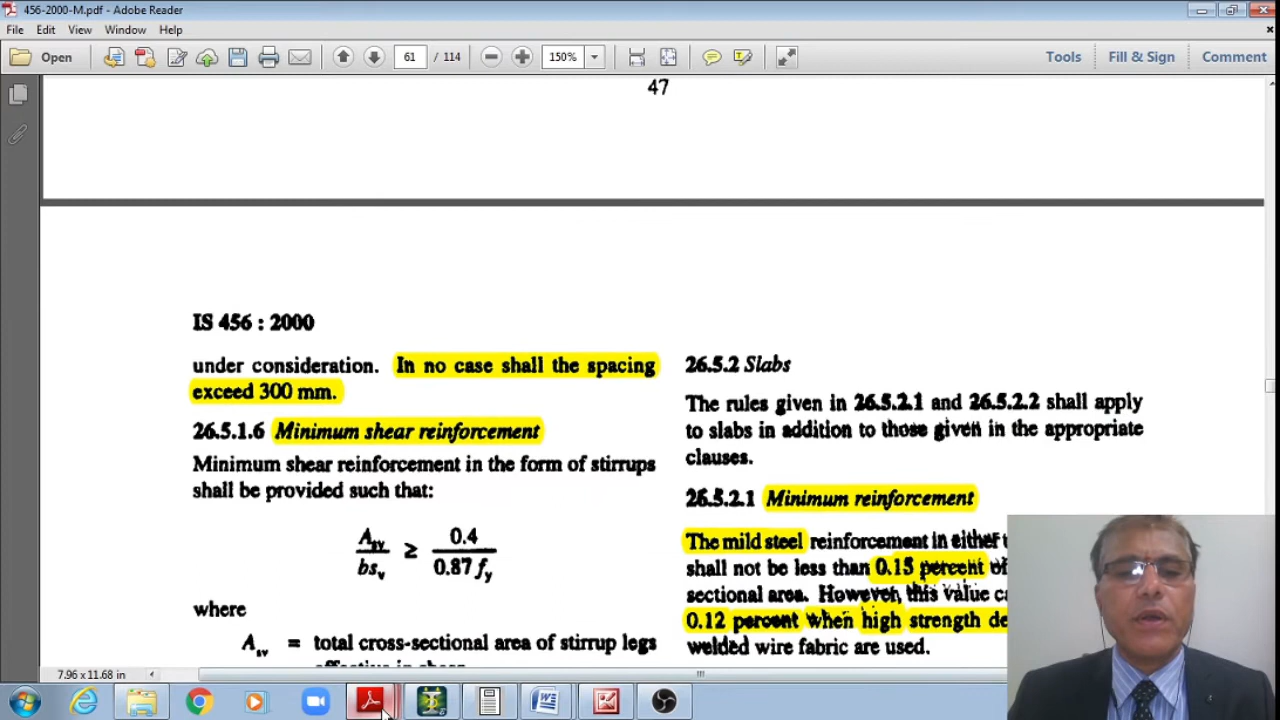 456-2000-M.pdf - Adobe Reader
File Edit View Window Help
Open 61 / 114 150% Tools Fill & Sign Comment
47
IS 456 : 2000
under consideration. In no case shall the spacing
exceed 300 mm.
26.5.1.6 Minimum shear reinforcement
Minimum shear reinforcement in the form of stirrups
shall be provided such that:
A_sv / bs_v ≥ 0.4 / 0.87 f_y
where
A_sv = total cross-sectional area of stirrup legs
effective in shear
26.5.2 Slabs
The rules given in 26.5.2.1 and 26.5.2.2 shall apply
to slabs in addition to those given in the appropriate
clauses.
26.5.2.1 Minimum reinforcement
The mild steel reinforcement in either
shall not be less than 0.15 percent of
sectional area. However, this value ca
0.12 percent when high strength de
welded wire fabric are used.
7.96 x 11.68 in